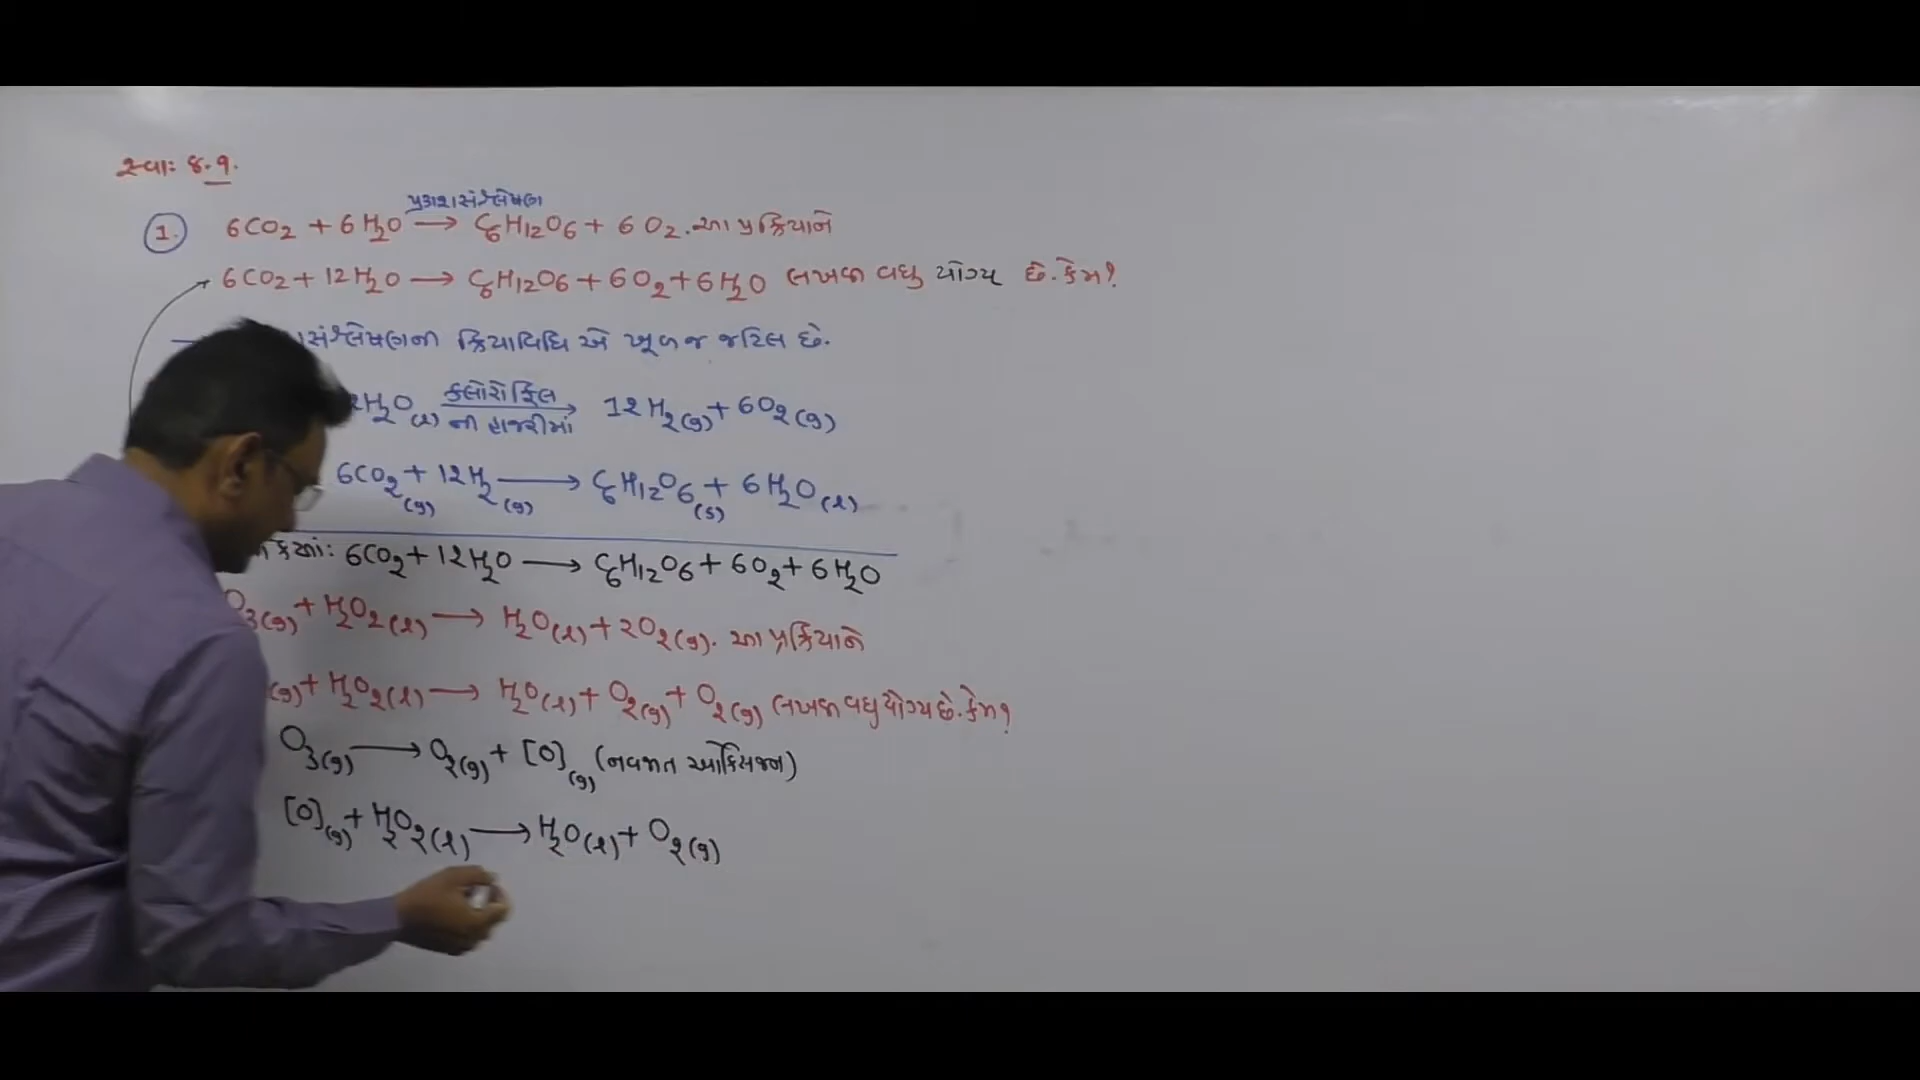 સ્વા: ૪.૧.
પ્રકાશસંશ્લેષણ
1. 6CO2 + 6H2O ⟶ C6H12O6 + 6O2. આ પ્રક્રિયાને
6CO2 + 12H2O ⟶ C6H12O6 + 6O2 + 6H2O લખવા વધુ યોગ્ય છે. કેમ?
સંશ્લેષણની ક્રિયાવિધિ એ ખૂબ જ જટિલ છે.
ક્લોરોફિલ
H2O(l) ⟶ 12H2(g) + 6O2(g)
ની હાજરીમાં
6CO2(g) + 12H2(g) ⟶ C6H12O6(s) + 6H2O(l)
6CO2 + 12H2O ⟶ C6H12O6 + 6O2 + 6H2O
O3(g) + H2O2(l) ⟶ H2O(l) + 2O2(g). આ પ્રક્રિયાને
(g) + H2O2(l) ⟶ H2O(l) + O2(g) + O2(g) લખવા વધુ યોગ્ય છે. કેમ?
O3(g) ⟶ O2(g) + [O](g) (નવજાત ઓક્સિજન)
[O](g) + H2O2(l) ⟶ H2O(l) + O2(g)